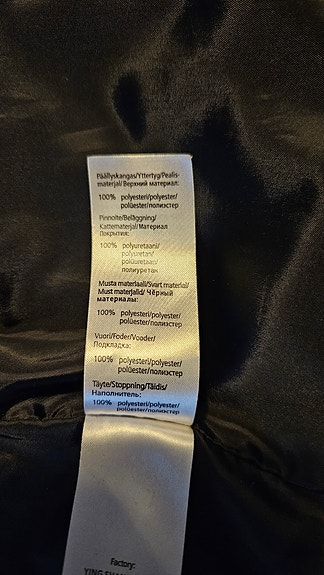 Päällyskangas/Yttertyg/Pealis-
materjal/Верхний материал:
100% polyesteri/polyester/
polüester/полиэстер
Pinnoite/Beläggning/
Kattematerjal/Материал
Покрытия:
100% polyuretaani/
polyuretan/
polüuretaan/
полиуретан
Musta materiaali/Svart material/
Must materjalid/ Чёрный
материалы:
100% polyesteri/polyester/
polüester/полиэстер
Vuori/Foder/Vooder/
Подкладка:
100% polyesteri/polyester/
polüester/полиэстер
Täyte/Stoppning/Täidis/
Наполнитель:
100% polyesteri/polyester/
polüester/полиэстер
Factory:
YING